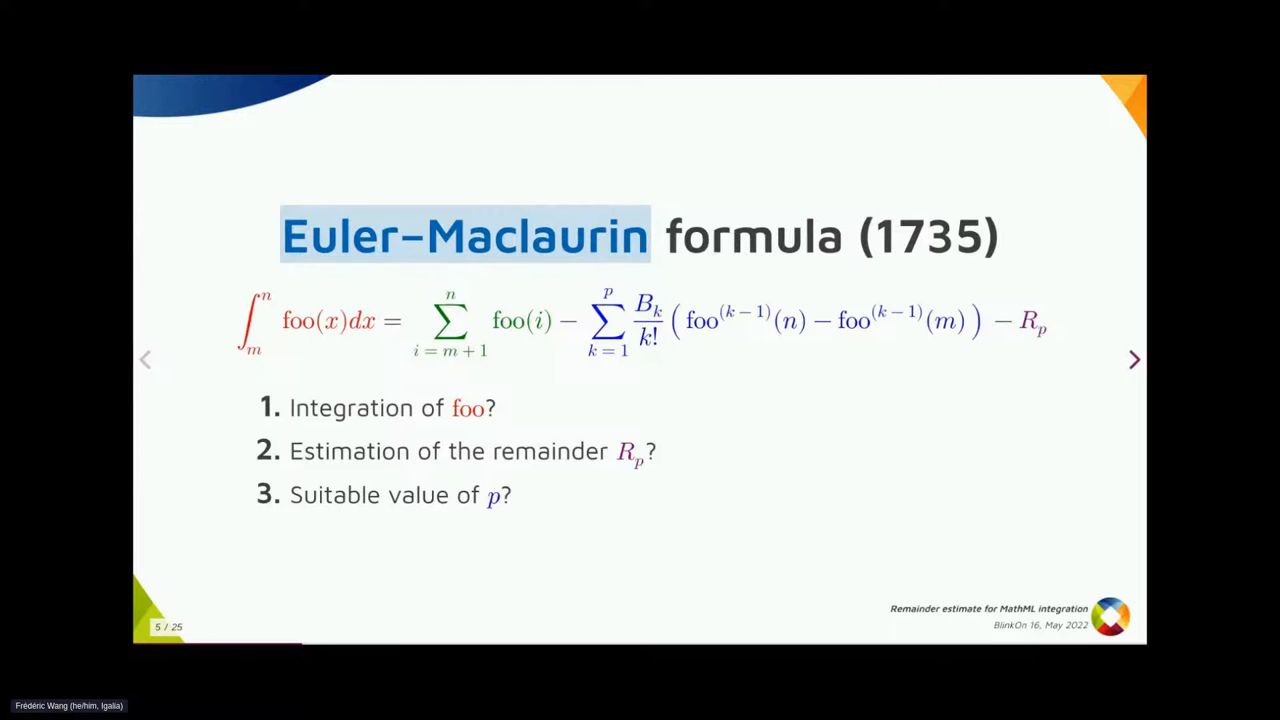 Euler–Maclaurin formula (1735)
∫_m^n foo(x)dx = ∑_{i=m+1}^n foo(i) − ∑_{k=1}^p B_k/k! (foo^{(k−1)}(n) − foo^{(k−1)}(m)) − R_p
1. Integration of foo?
2. Estimation of the remainder R_p?
3. Suitable value of p?
Remainder estimate for MathML integration
BlinkOn 16, May 2022
5 / 25
Frédéric Wang (he/him, Igalia)